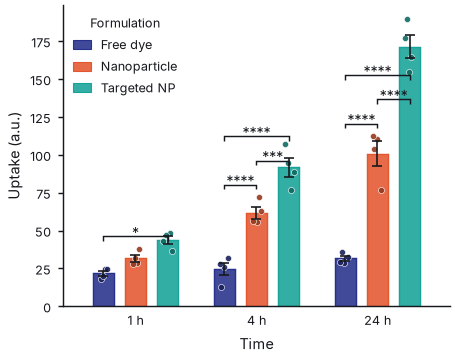 Formulation
Free dye
Nanoparticle
Targeted NP
Uptake (a.u.)
175
150
125
100
75
50
25
0
*
****
***
****
****
****
****
1 h
4 h
24 h
Time